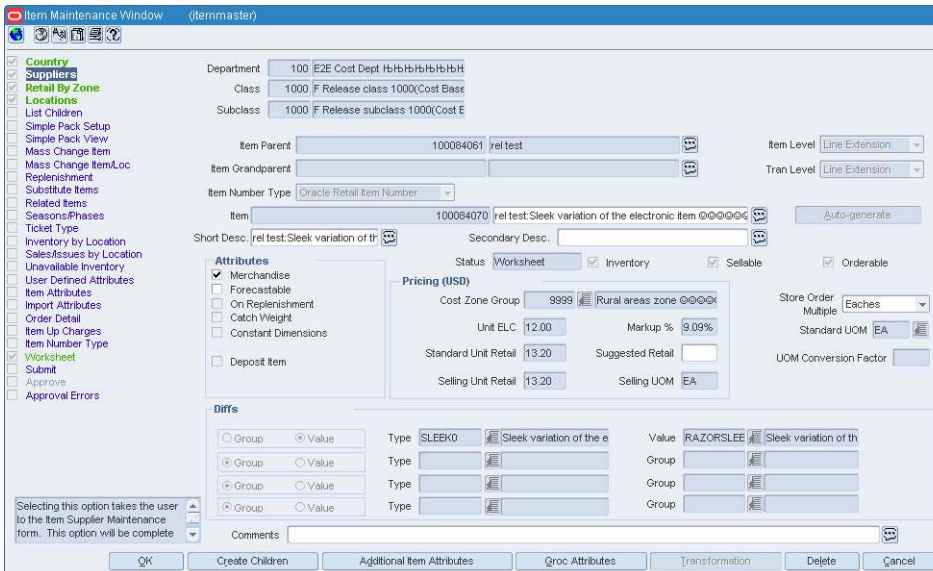 Item Maintenance Window (itemmaster)
Country
Suppliers
Retail By Zone
Locations
List Children
Simple Pack Setup
Simple Pack View
Mass Change Item
Mass Change Item/Loc
Replenishment
Substitute Items
Related Items
Seasons/Phases
Ticket Type
Inventory by Location
Sales/Issues by Location
Unavailable Inventory
User Defined Attributes
Item Attributes
Import Attributes
Order Detail
Item Up Charges
Item Number Type
Worksheet
Submit
Approve
Approval Errors
Selecting this option takes the user
to the Item Supplier Maintenance
form. This option will be complete
Department 100 E2E Cost Dept ЊЊЊЊЊЊЊ
Class 1000 F Release class 1000(Cost Base
Subclass 1000 F Release subclass 1000(Cost E
Item Parent 100084061 rel test Item Level Line Extension
Item Grandparent Tran Level Line Extension
Item Number Type Oracle Retail Item Number
Item 100084070 rel test:Sleek variation of the electronic item Auto-generate
Short Desc. rel test:Sleek variation of th Secondary Desc.
Attributes Status Worksheet Inventory Sellable Orderable
Merchandise
Forecastable
On Replenishment
Catch Weight
Constant Dimensions
Deposit Item
Pricing (USD)
Cost Zone Group 9999 Rural areas zone
Unit ELC 12.00 Markup % 9.09%
Standard Unit Retail 13.20 Suggested Retail
Selling Unit Retail 13.20 Selling UOM EA
Store Order
Multiple Eaches
Standard UOM EA
UOM Conversion Factor
Diffs
Group Value Type SLEEK0 Sleek variation of the e Value RAZORSLEE Sleek variation of th
Group Value Type Group
Group Value Type Group
Group Value Type Group
Comments
OK Create Children Additional Item Attributes Groc Attributes Transformation Delete Cancel